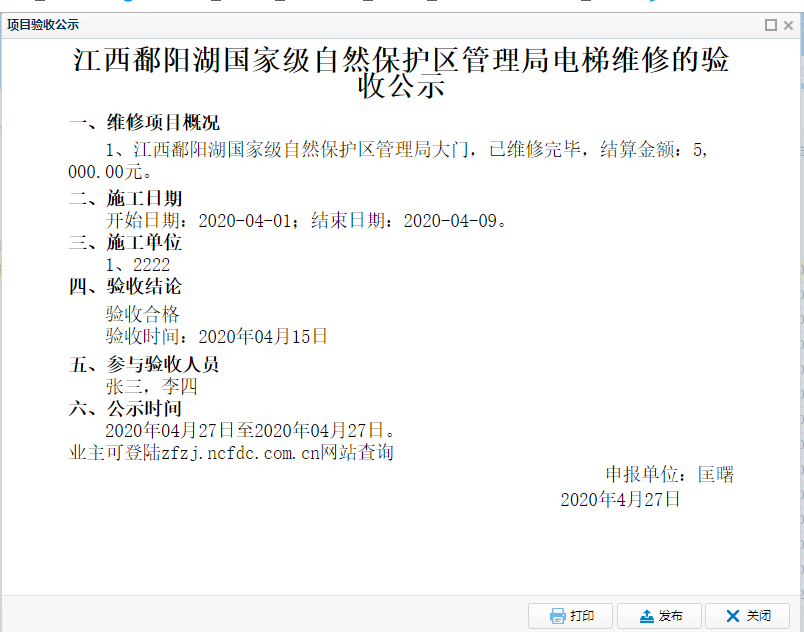 项目验收公示
江西鄱阳湖国家级自然保护区管理局电梯维修的验
收公示
一、维修项目概况
1、江西鄱阳湖国家级自然保护区管理局大门，已维修完毕，结算金额：5,
000.00元。
二、施工日期
开始日期：2020-04-01；结束日期：2020-04-09。
三、施工单位
1、2222
四、验收结论
验收合格
验收时间：2020年04月15日
五、参与验收人员
张三，李四
六、公示时间
2020年04月27日至2020年04月27日。
业主可登陆zfzj.ncfdc.com.cn网站查询
申报单位：匡曙
2020年4月27日
打印 发布 关闭